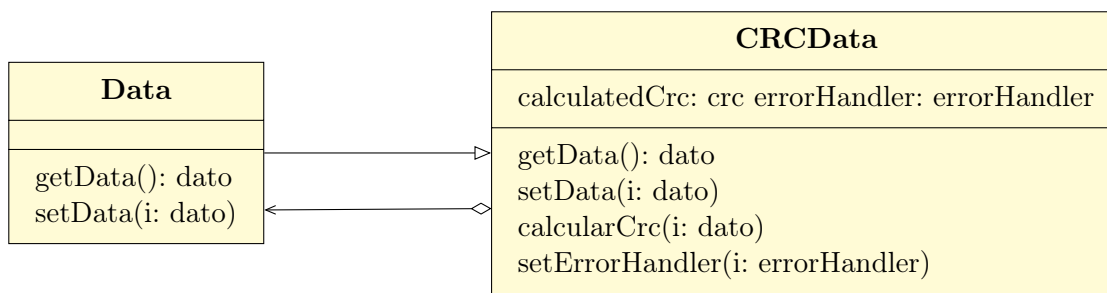 Data
getData(): dato
setData(i: dato)
CRCData
calculatedCrc: crc errorHandler: errorHandler
getData(): dato
setData(i: dato)
calcularCrc(i: dato)
setErrorHandler(i: errorHandler)